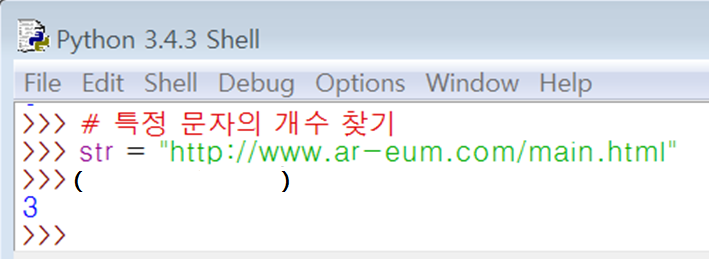 Python 3.4.3 Shell
File Edit Shell Debug Options Window Help
>>> # 특정 문자의 개수 찾기
>>> str = "http://www.ar-eum.com/main.html"
>>> ( )
3
>>>